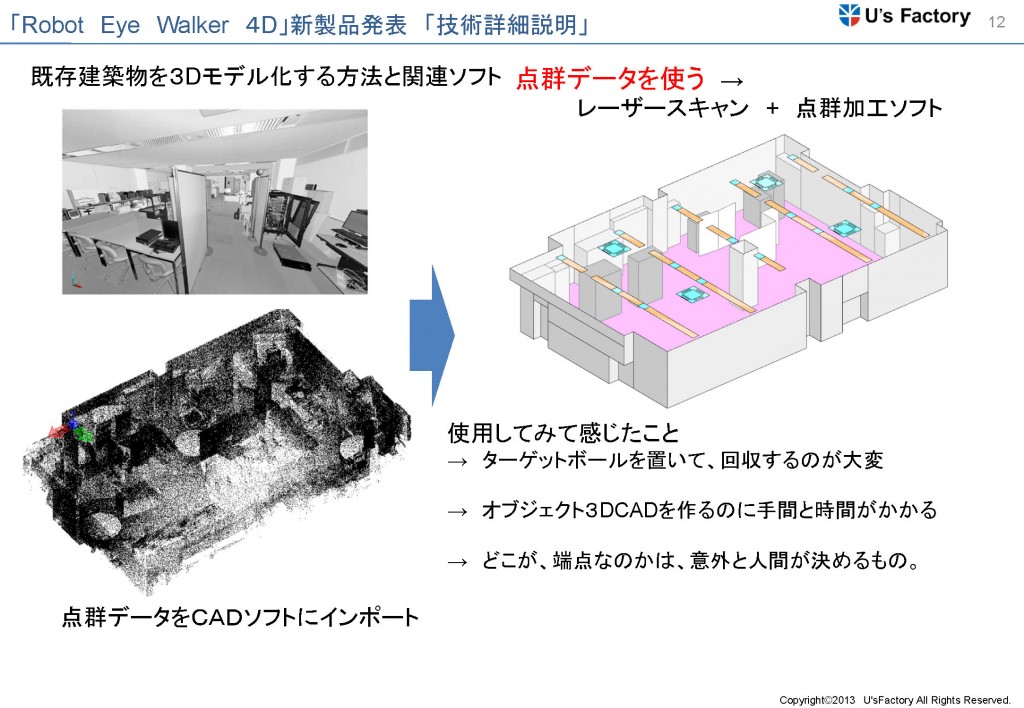 「Robot Eye Walker 4D」新製品発表 「技術詳細説明」
U's Factory
12
既存建築物を3Dモデル化する方法と関連ソフト 点群データを使う →
レーザースキャン + 点群加工ソフト
使用してみて感じたこと
→ ターゲットボールを置いて、回収するのが大変
→ オブジェクト3DCADを作るのに手間と時間がかかる
→ どこが、端点なのかは、意外と人間が決めるもの。
点群データをCADソフトにインポート
Copyright©2013 U'sFactory All Rights Reserved.